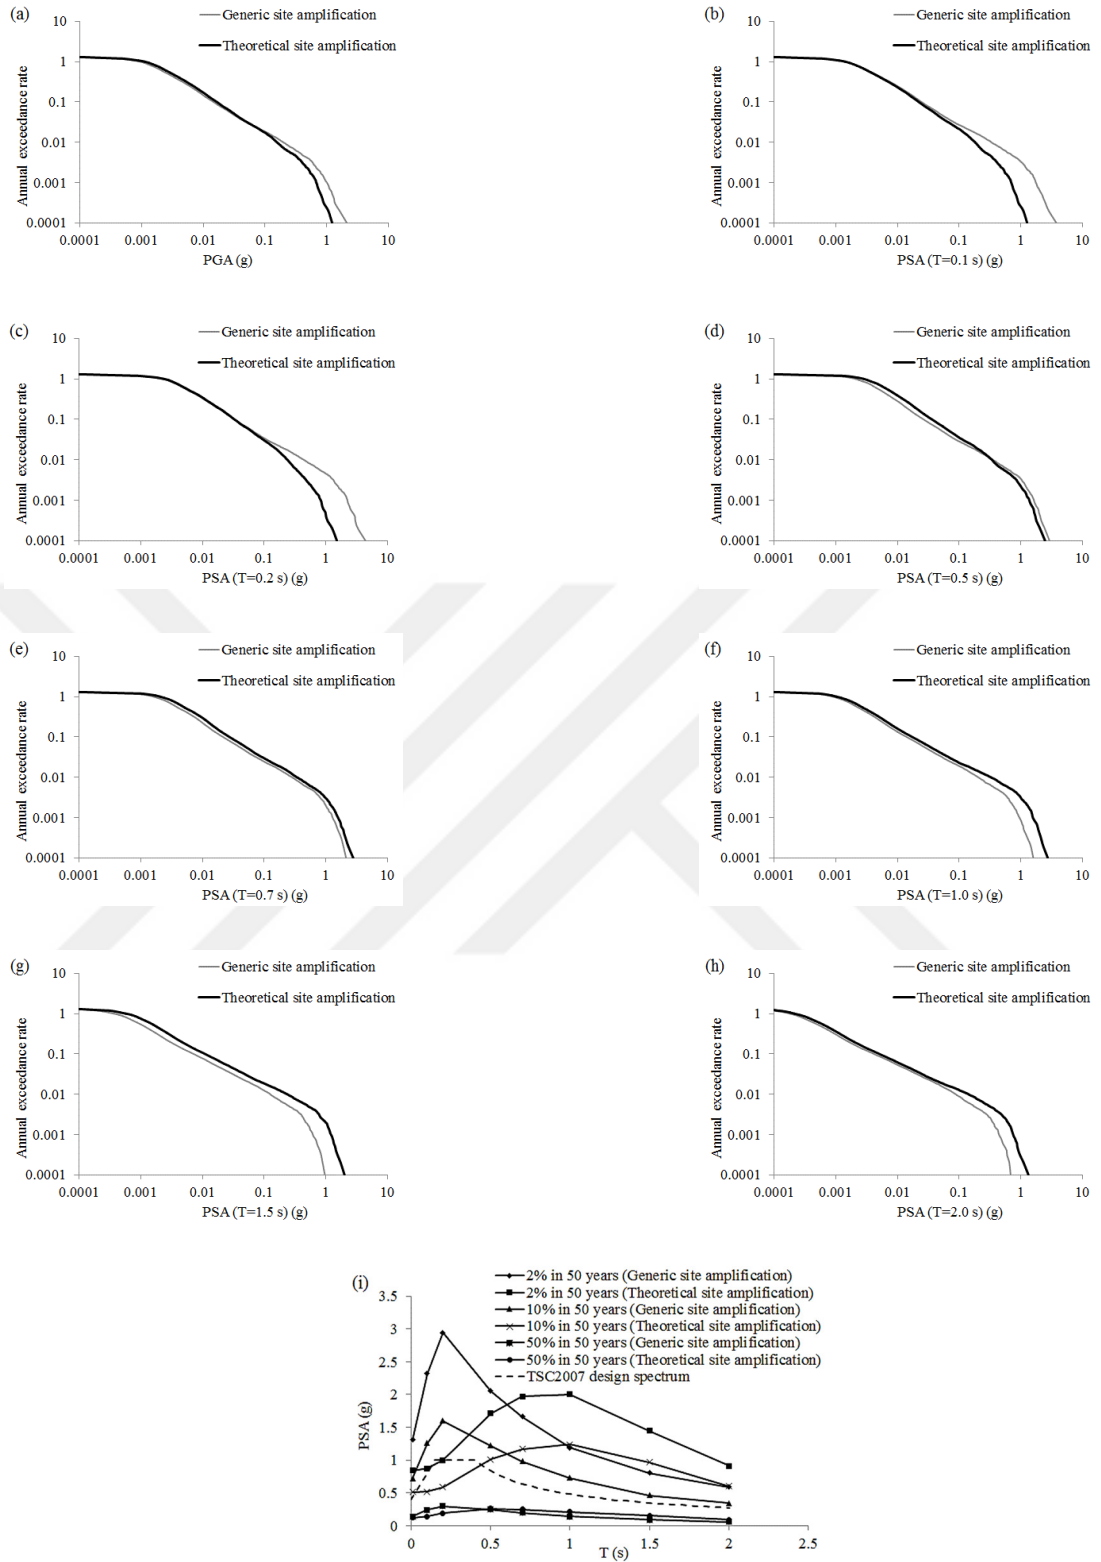 (a)
Generic site amplification
Theoretical site amplification
10
1
0.1
0.01
0.001
0.0001
Annual exceedance rate
0.0001 0.001 0.01 0.1 1 10
PGA (g)
(b)
Generic site amplification
Theoretical site amplification
10
1
0.1
0.01
0.001
0.0001
Annual exceedance rate
0.0001 0.001 0.01 0.1 1 10
PSA (T=0.1 s) (g)
(c)
Generic site amplification
Theoretical site amplification
10
1
0.1
0.01
0.001
0.0001
Annual exceedance rate
0.0001 0.001 0.01 0.1 1 10
PSA (T=0.2 s) (g)
(d)
Generic site amplification
Theoretical site amplification
10
1
0.1
0.01
0.001
0.0001
Annual exceedance rate
0.0001 0.001 0.01 0.1 1 10
PSA (T=0.5 s) (g)
(e)
Generic site amplification
Theoretical site amplification
10
1
0.1
0.01
0.001
0.0001
Annual exceedance rate
0.0001 0.001 0.01 0.1 1 10
PSA (T=0.7 s) (g)
(f)
Generic site amplification
Theoretical site amplification
10
1
0.1
0.01
0.001
0.0001
Annual exceedance rate
0.0001 0.001 0.01 0.1 1 10
PSA (T=1.0 s) (g)
(g)
Generic site amplification
Theoretical site amplification
10
1
0.1
0.01
0.001
0.0001
Annual exceedance rate
0.0001 0.001 0.01 0.1 1 10
PSA (T=1.5 s) (g)
(h)
Generic site amplification
Theoretical site amplification
10
1
0.1
0.01
0.001
0.0001
Annual exceedance rate
0.0001 0.001 0.01 0.1 1 10
PSA (T=2.0 s) (g)
(i)
2% in 50 years (Generic site amplification)
2% in 50 years (Theoretical site amplification)
10% in 50 years (Generic site amplification)
10% in 50 years (Theoretical site amplification)
50% in 50 years (Generic site amplification)
50% in 50 years (Theoretical site amplification)
TSC2007 design spectrum
3.5
3
2.5
2
1.5
1
0.5
0
PSA (g)
0 0.5 1 1.5 2 2.5
T (s)